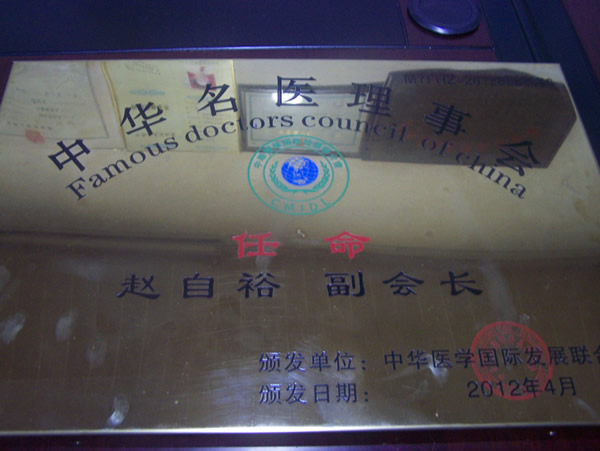 中华名医理事会
Famous doctors council of china
任命
赵自裕 副会长
颁发单位：中华医学国际发展联合
颁发日期： 2012年4月